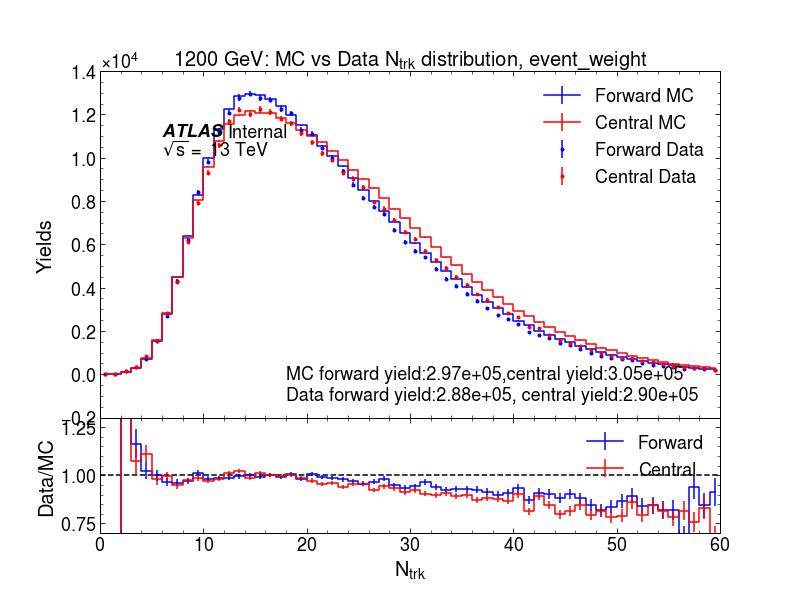 1200 GeV: MC vs Data Ntrk distribution, event_weight
×10⁴
1.4
1.2
1.0
0.8
0.6
0.4
0.2
0.0
0.2
Yields
ATLAS Internal
√s = 13 TeV
Forward MC
Central MC
Forward Data
Central Data
MC forward yield:2.97e+05,central yield:3.05e+05
Data forward yield:2.88e+05, central yield:2.90e+05
1.25
1.00
0.75
Data/MC
Forward
Central
0 10 20 30 40 50 60
Ntrk